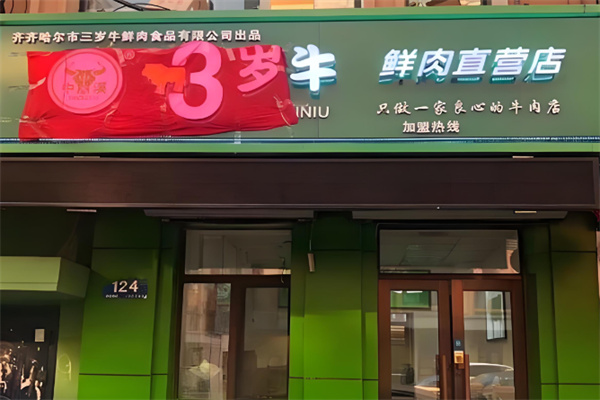 齐齐哈尔市三岁牛鲜肉食品有限公司出品
3岁牛
INIU
鲜肉直营店
只做一家良心的牛肉店
加盟热线
124